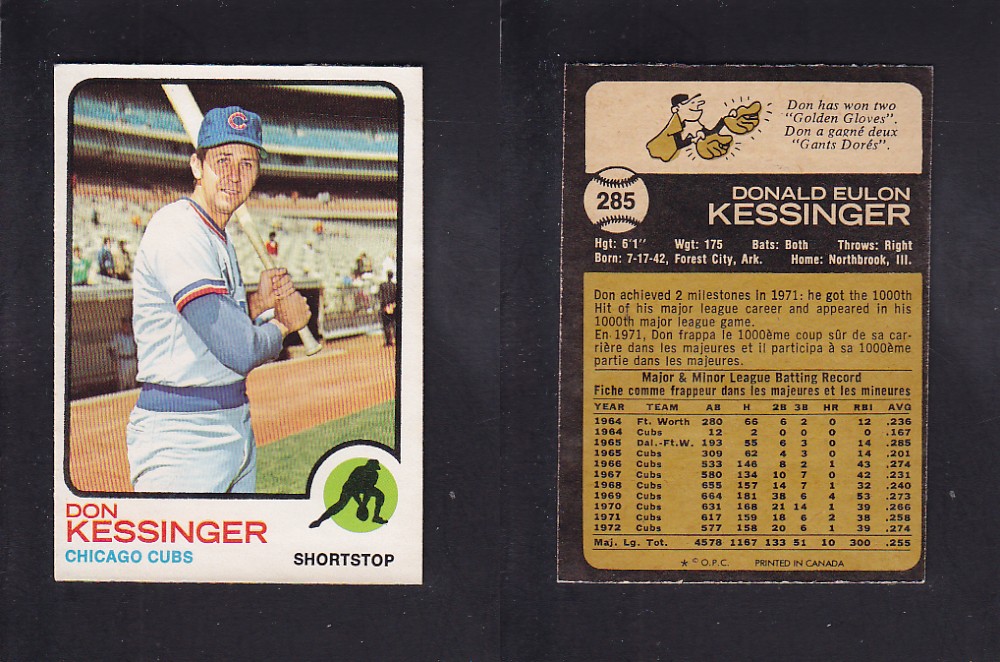 C
DON
KESSINGER
CHICAGO CUBS
SHORTSTOP
Don has won two
"Golden Gloves".
Don a gagné deux
"Gants Dorés".
285
DONALD EULON
KESSINGER
Hgt: 6'1" Wgt: 175 Bats: Both Throws: Right
Born: 7-17-42, Forest City, Ark. Home: Northbrook, Ill.
Don achieved 2 milestones in 1971: he got the 1000th
Hit of his major league career and appeared in his
1000th major league game.
En 1971, Don frappa le 1000ème coup sûr de sa car-
rière dans les majeures et il participa à sa 1000ème
partie dans les majeures.
Major & Minor League Batting Record
Fiche comme frappeur dans les majeures et les mineures
YEAR TEAM AB H 2B 3B HR RBI AVG
1964 Ft. Worth 280 66 6 2 0 12 .236
1964 Cubs 12 2 0 0 0 0 .167
1965 Dal.-Ft.W. 193 55 6 3 0 14 .285
1965 Cubs 309 62 4 3 0 14 .201
1966 Cubs 533 146 8 2 1 43 .274
1967 Cubs 580 134 10 7 0 42 .231
1968 Cubs 655 157 14 7 1 32 .240
1969 Cubs 664 181 38 6 4 53 .273
1970 Cubs 631 168 21 14 1 39 .266
1971 Cubs 617 159 18 6 2 38 .258
1972 Cubs 577 158 20 6 1 39 .274
Maj. Lg. Tot. 4578 1167 133 51 10 300 .255
* © O.P.C. PRINTED IN CANADA